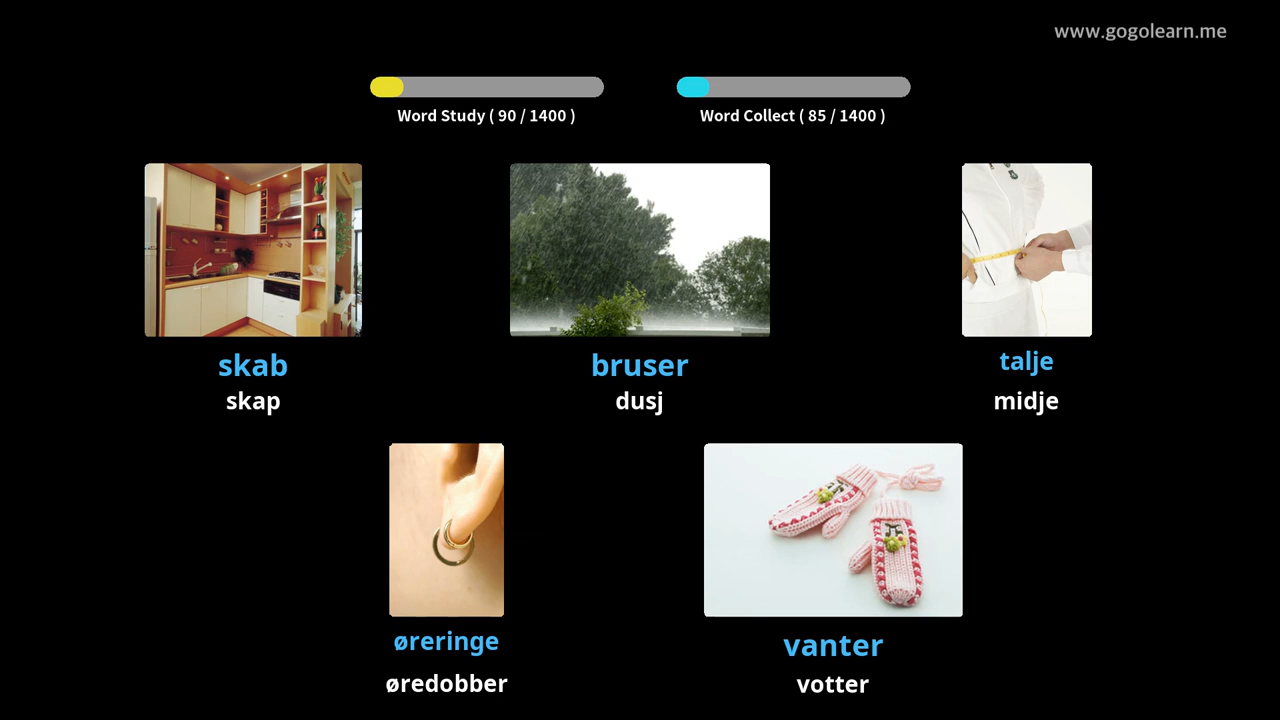 www.gogolearn.me
Word Study ( 90 / 1400 )
Word Collect ( 85 / 1400 )
skab
skap
bruser
dusj
talje
midje
øreringe
øredobber
vanter
votter